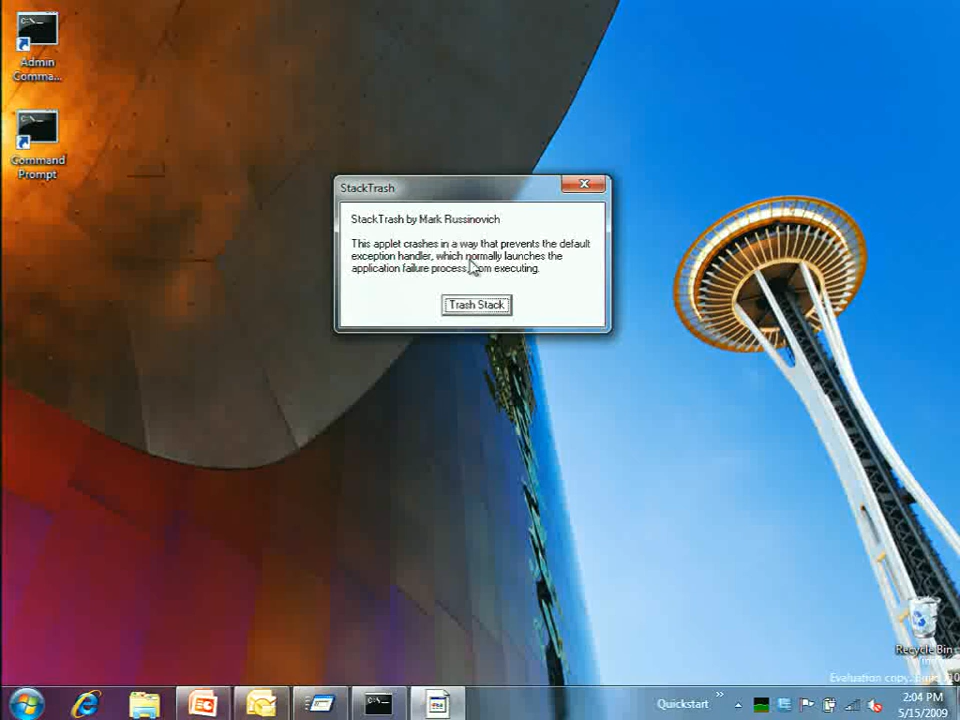 Admin
Comma...
Command
Prompt
StackTrash
StackTrash by Mark Russinovich
This applet crashes in a way that prevents the default
exception handler, which normally launches the
application failure process, from executing.
Trash Stack
Recycle Bin
Evaluation copy.
Quickstart
2:04 PM
5/15/2009